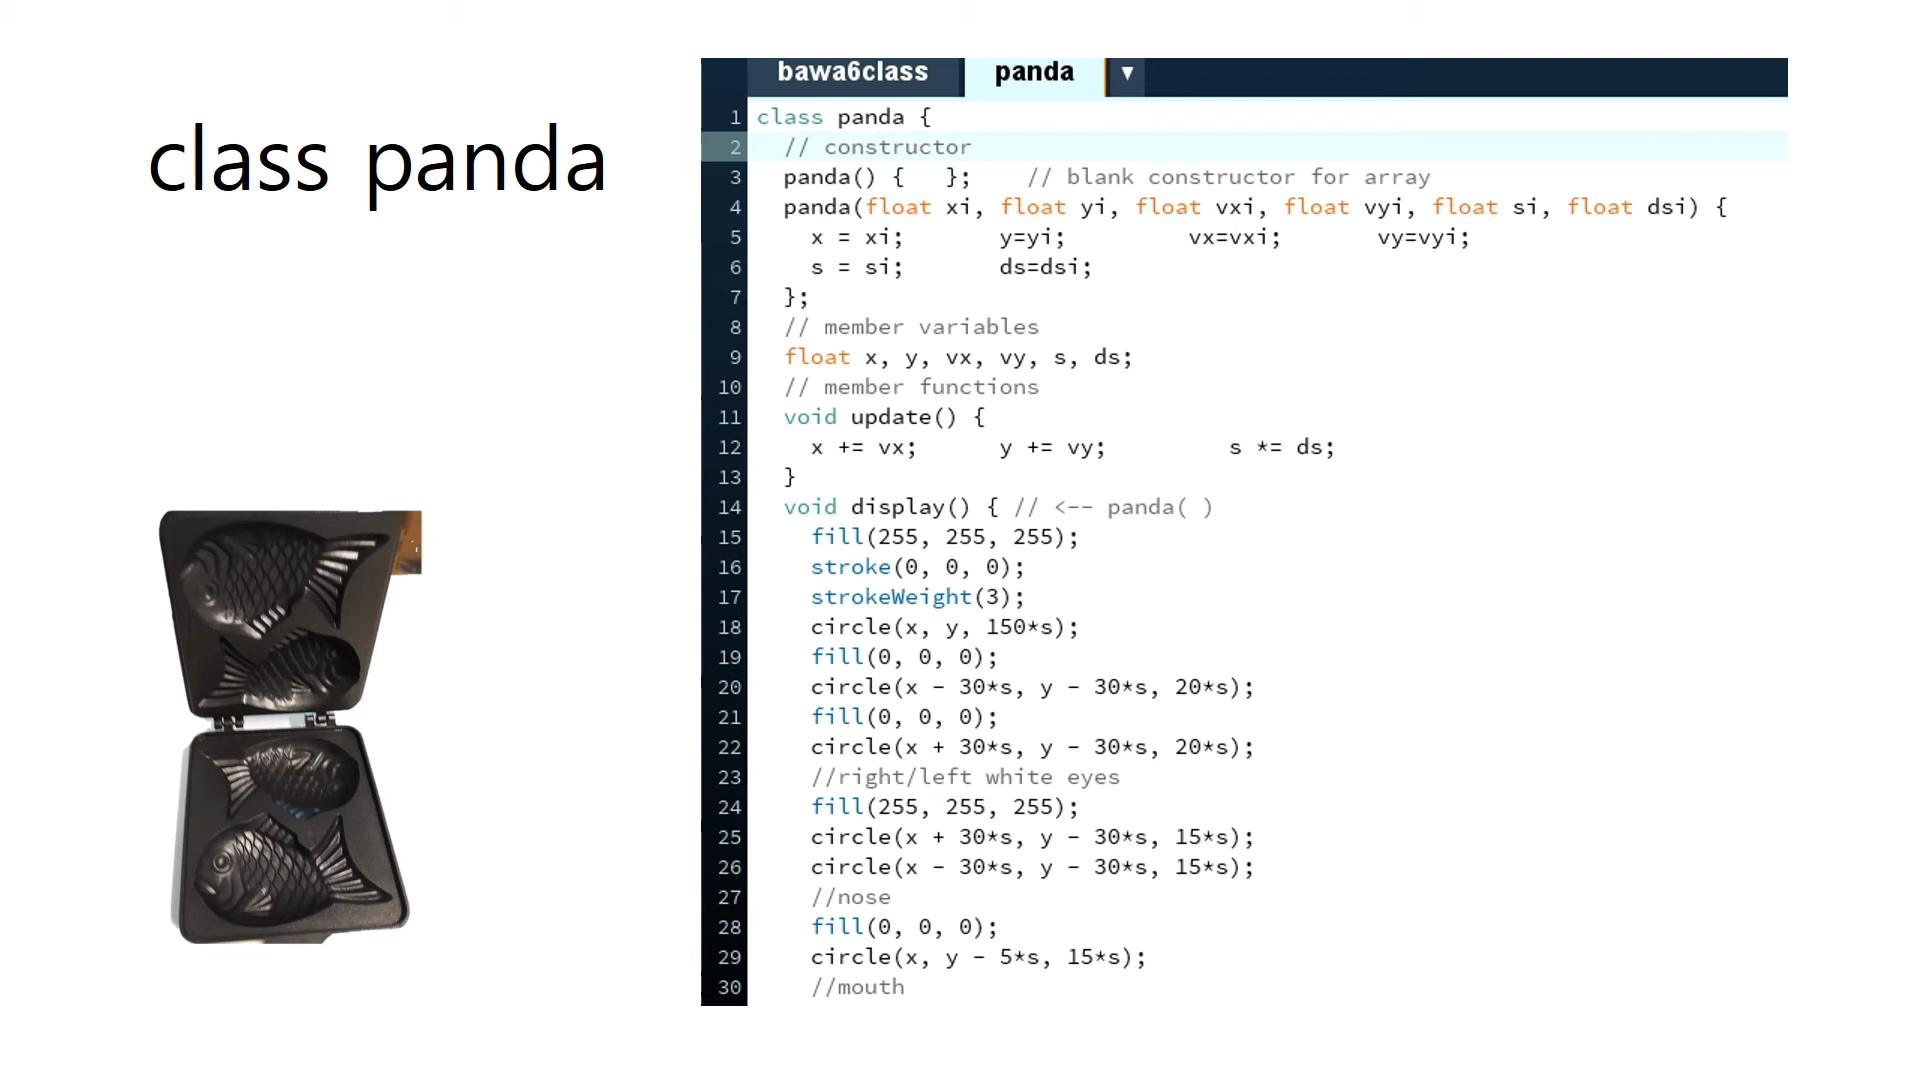 class panda
bawa6class panda ▼
1 class panda {
2 // constructor
3 panda() { }; // blank constructor for array
4 panda(float xi, float yi, float vxi, float vyi, float si, float dsi) {
5 x = xi; y=yi; vx=vxi; vy=vyi;
6 s = si; ds=dsi;
7 };
8 // member variables
9 float x, y, vx, vy, s, ds;
10 // member functions
11 void update() {
12 x += vx; y += vy; s *= ds;
13 }
14 void display() { // <-- panda( )
15 fill(255, 255, 255);
16 stroke(0, 0, 0);
17 strokeWeight(3);
18 circle(x, y, 150*s);
19 fill(0, 0, 0);
20 circle(x - 30*s, y - 30*s, 20*s);
21 fill(0, 0, 0);
22 circle(x + 30*s, y - 30*s, 20*s);
23 //right/left white eyes
24 fill(255, 255, 255);
25 circle(x + 30*s, y - 30*s, 15*s);
26 circle(x - 30*s, y - 30*s, 15*s);
27 //nose
28 fill(0, 0, 0);
29 circle(x, y - 5*s, 15*s);
30 //mouth